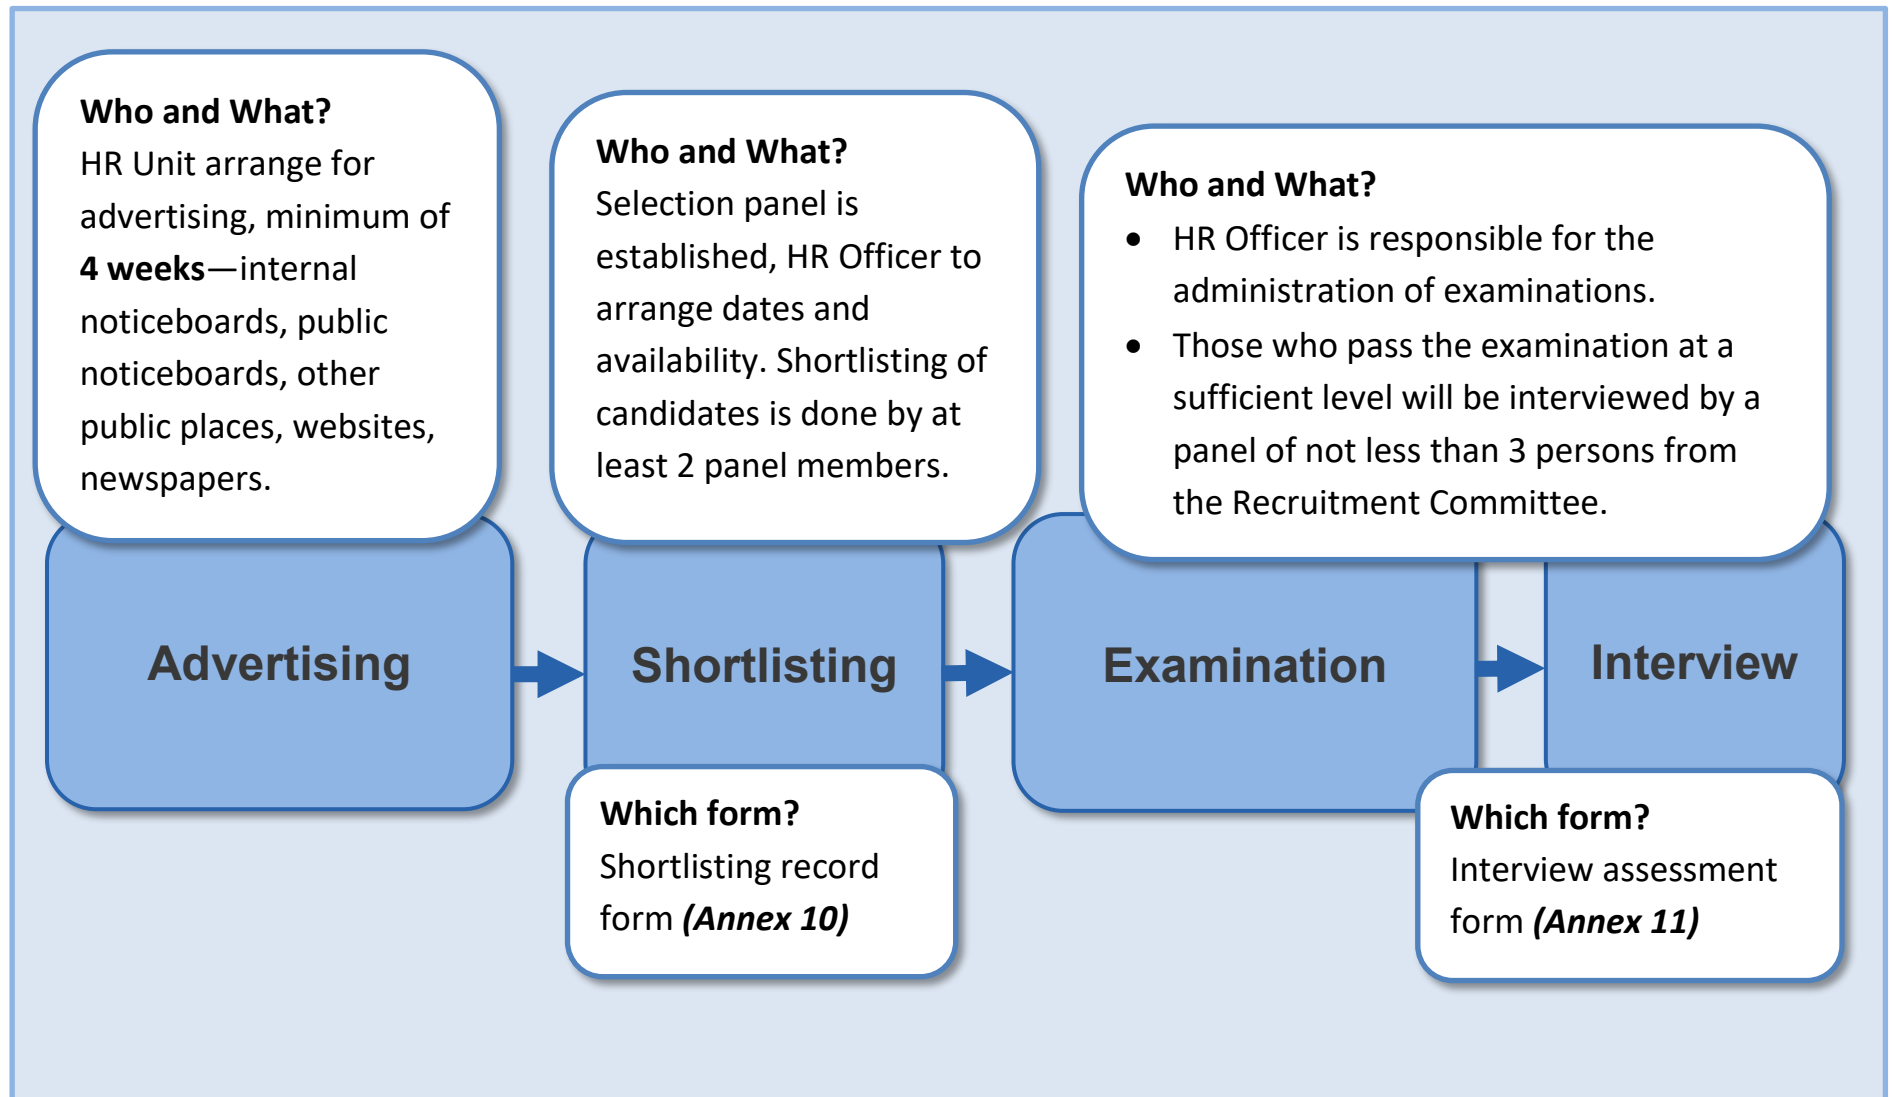 Who and What?
HR Unit arrange for
advertising, minimum of
4 weeks—internal
noticeboards, public
noticeboards, other
public places, websites,
newspapers.
Who and What?
Selection panel is
established, HR Officer to
arrange dates and
availability. Shortlisting of
candidates is done by at
least 2 panel members.
Who and What?
• HR Officer is responsible for the
administration of examinations.
• Those who pass the examination at a
sufficient level will be interviewed by a
panel of not less than 3 persons from
the Recruitment Committee.
Advertising
Shortlisting
Examination
Interview
Which form?
Shortlisting record
form (Annex 10)
Which form?
Interview assessment
form (Annex 11)